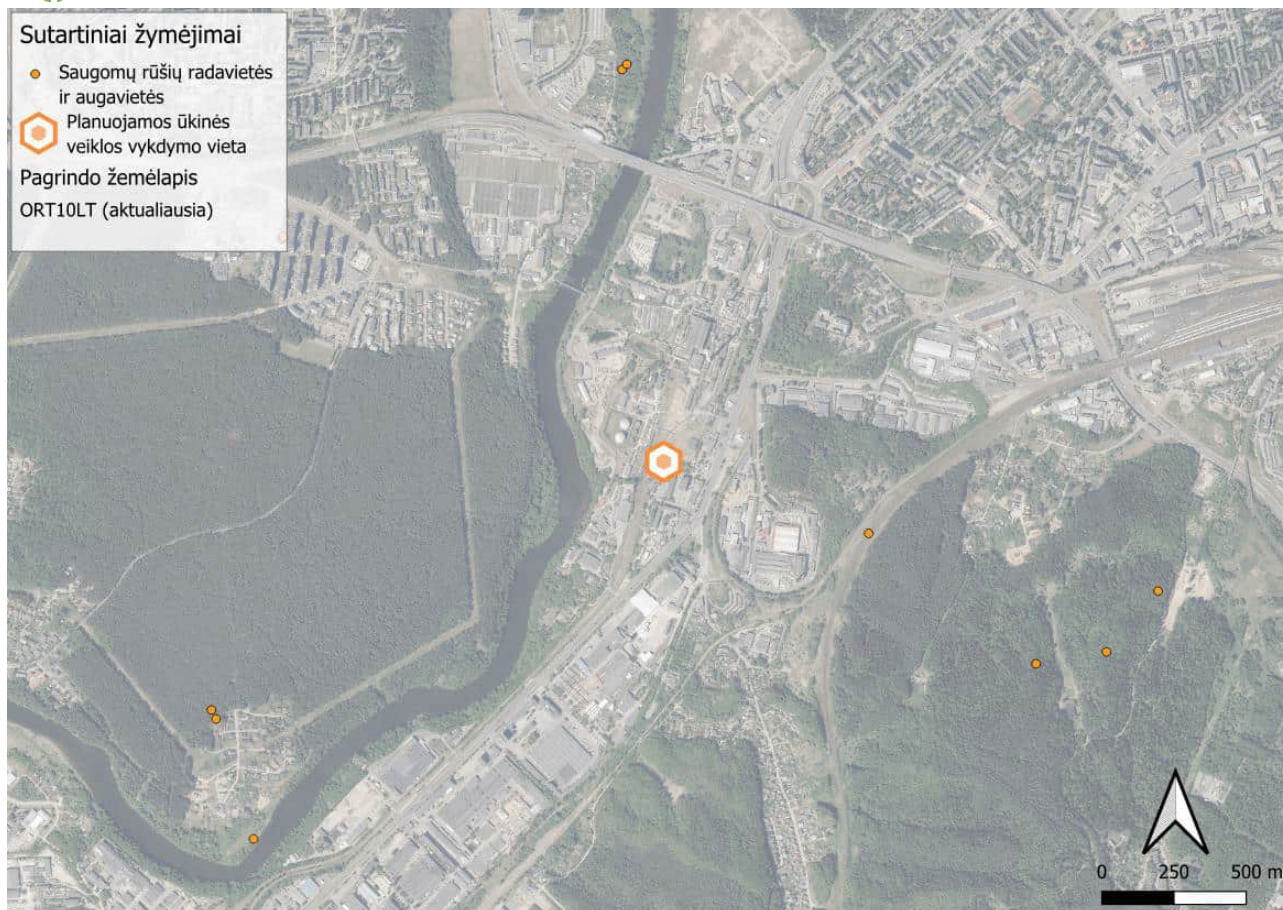 Sutartiniai žymėjimai
Saugomų rūšių radavietės
ir augavietės
Planuojamos ūkinės
veiklos vykdymo vieta
Pagrindo žemėlapis
ORT10LT (aktualiausia)
0 250 500 m